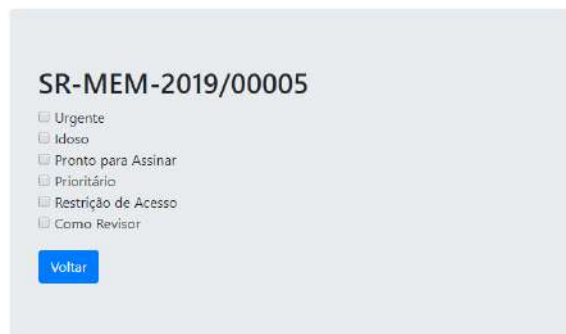 SR-MEM-2019/00005
Urgente
Idoso
Pronto para Assinar
Prioritário
Restrição de Acesso
Como Revisor
Voltar